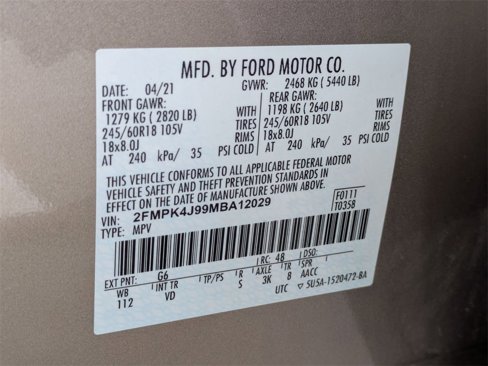 MFD. BY FORD MOTOR CO.
DATE: 04/21 GVWR: 2468 KG ( 5440 LB)
FRONT GAWR: REAR GAWR:
1279 KG ( 2820 LB) WITH 1198 KG ( 2640 LB) WITH
245/60R18 105V TIRES 245/60R18 105V TIRES
18x8.0J RIMS 18x8.0J RIMS
AT 240 kPa/ 35 PSI COLD AT 240 kPa/ 35 PSI COLD
THIS VEHICLE CONFORMS TO ALL APPLICABLE FEDERAL MOTOR
VEHICLE SAFETY AND THEFT PREVENTION STANDARDS IN
EFFECT ON THE DATE OF MANUFACTURE SHOWN ABOVE.
VIN: 2FMPK4J99MBA12029 F0111
TYPE: MPV T0358
EXT PNT: G6 RC: 48 DSO:
WB INT TR TP/PS R AXLE TR SPR
112 VD S 3K 8 AACC
UTC ▽ 5U5A-1520472-BA